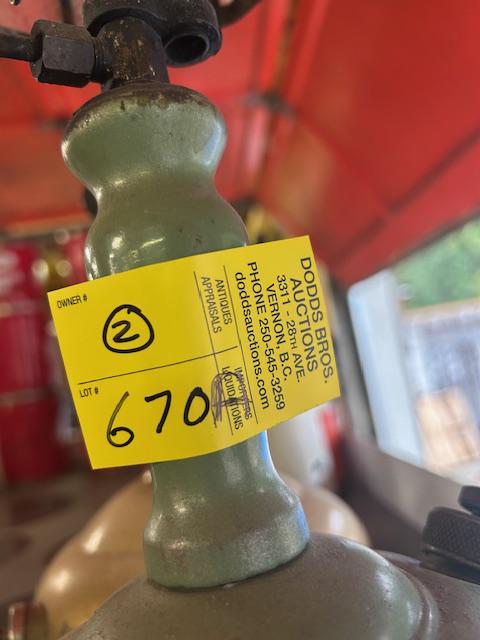 OWNER #
2
LOT #
670
ANTIQUES
APPRAISALS
LIQUIDATIONS
DODDS BROS.
AUCTIONS
3311 - 28TH AVE.
VERNON, B.C.
PHONE 250-545-3259
doddsauctions.com